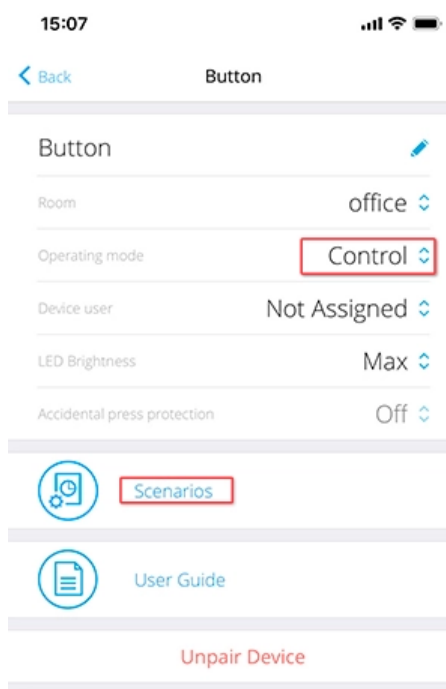 15:07
Back Button
Button
Room office
Operating mode Control
Device user Not Assigned
LED Brightness Max
Accidental press protection Off
Scenarios
User Guide
Unpair Device